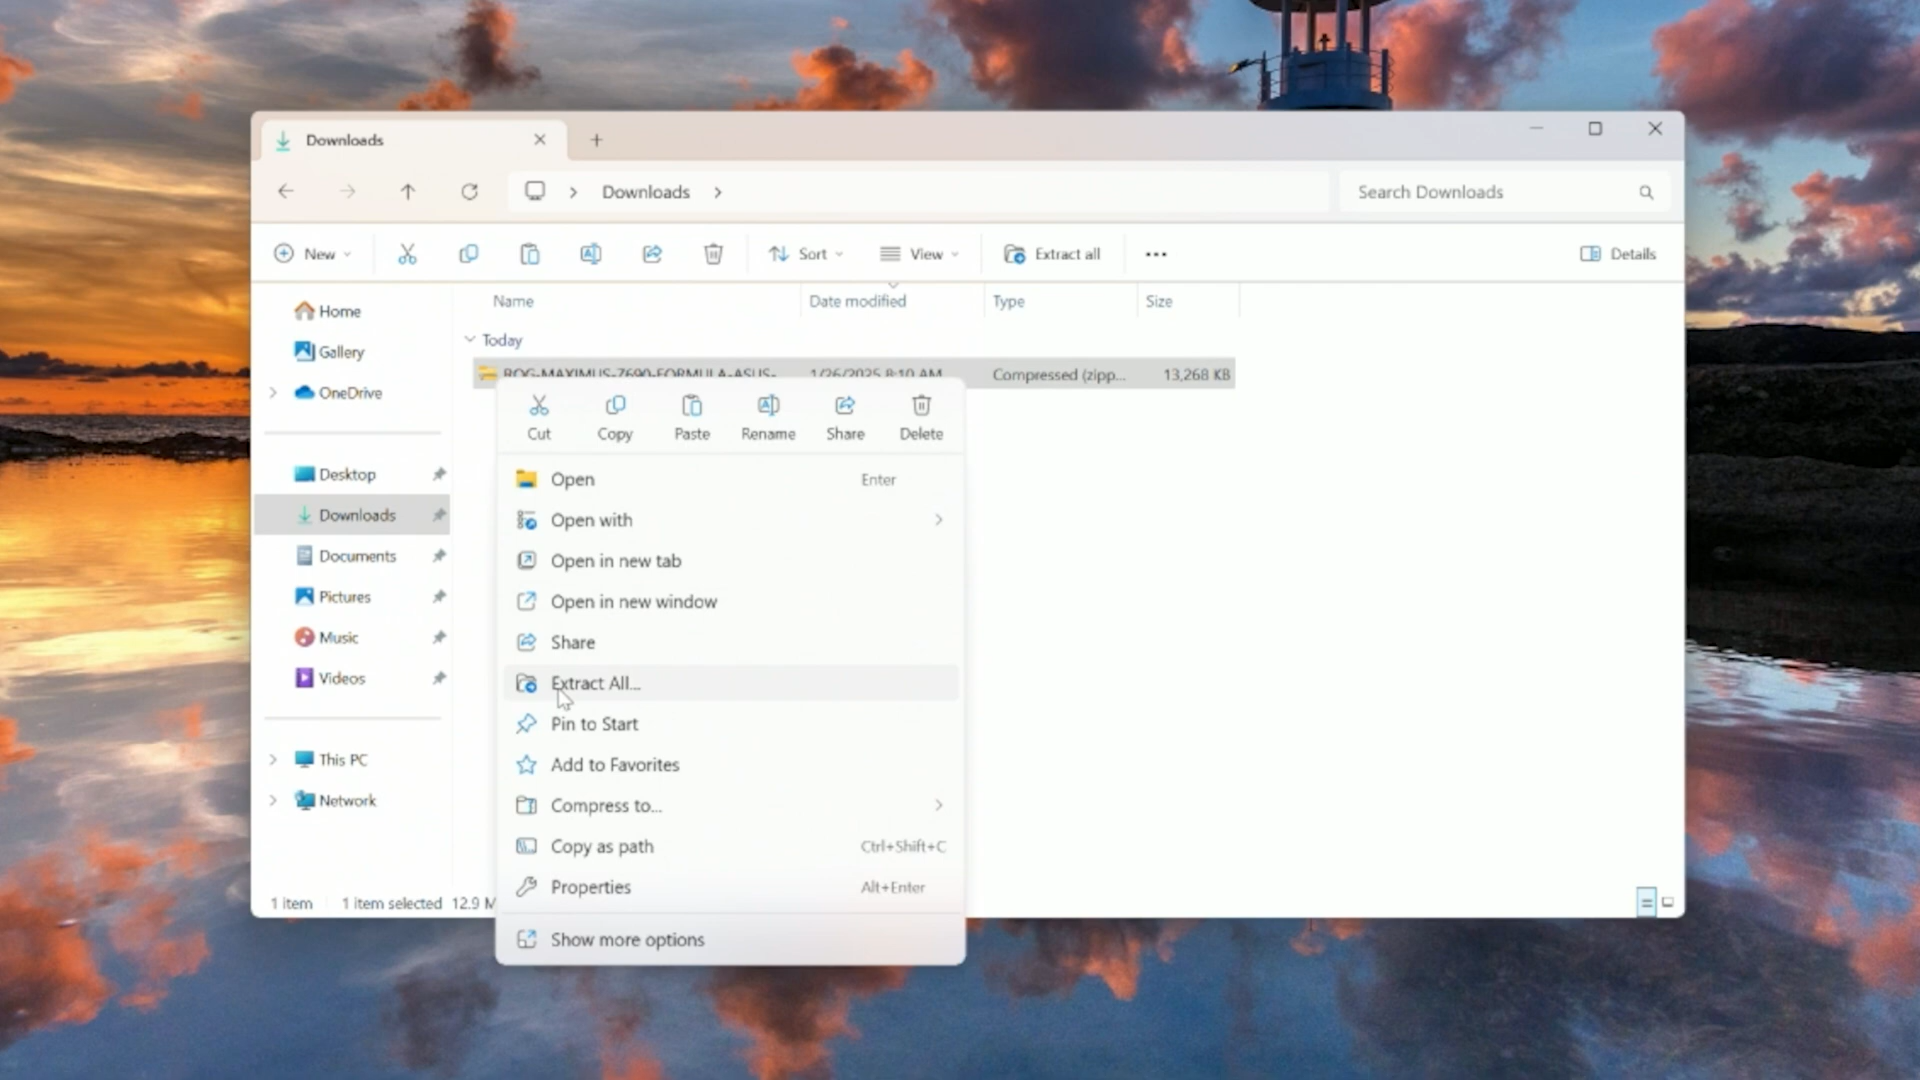 Downloads
Downloads
Search Downloads
New
Sort
View
Extract all
Details
Name Date modified Type Size
Home
Gallery
OneDrive
Desktop
Downloads
Documents
Pictures
Music
Videos
This PC
Network
Today
ROG-MAXIMUS-Z690-FORMULA-ASUS- 1/26/2025 8:10 AM Compressed (zipp... 13,268 KB
Cut Copy Paste Rename Share Delete
Open Enter
Open with
Open in new tab
Open in new window
Share
Extract All...
Pin to Start
Add to Favorites
Compress to...
Copy as path Ctrl+Shift+C
Properties Alt+Enter
Show more options
1 item 1 item selected 12.9 M